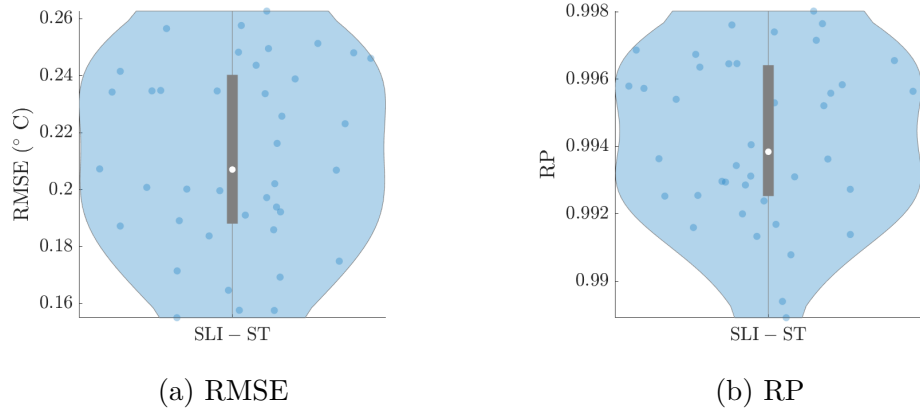 0.26
0.24
0.22
0.2
0.18
0.16
RMSE (° C)
SLI − ST
(a) RMSE
0.998
0.996
0.994
0.992
0.99
RP
SLI − ST
(b) RP